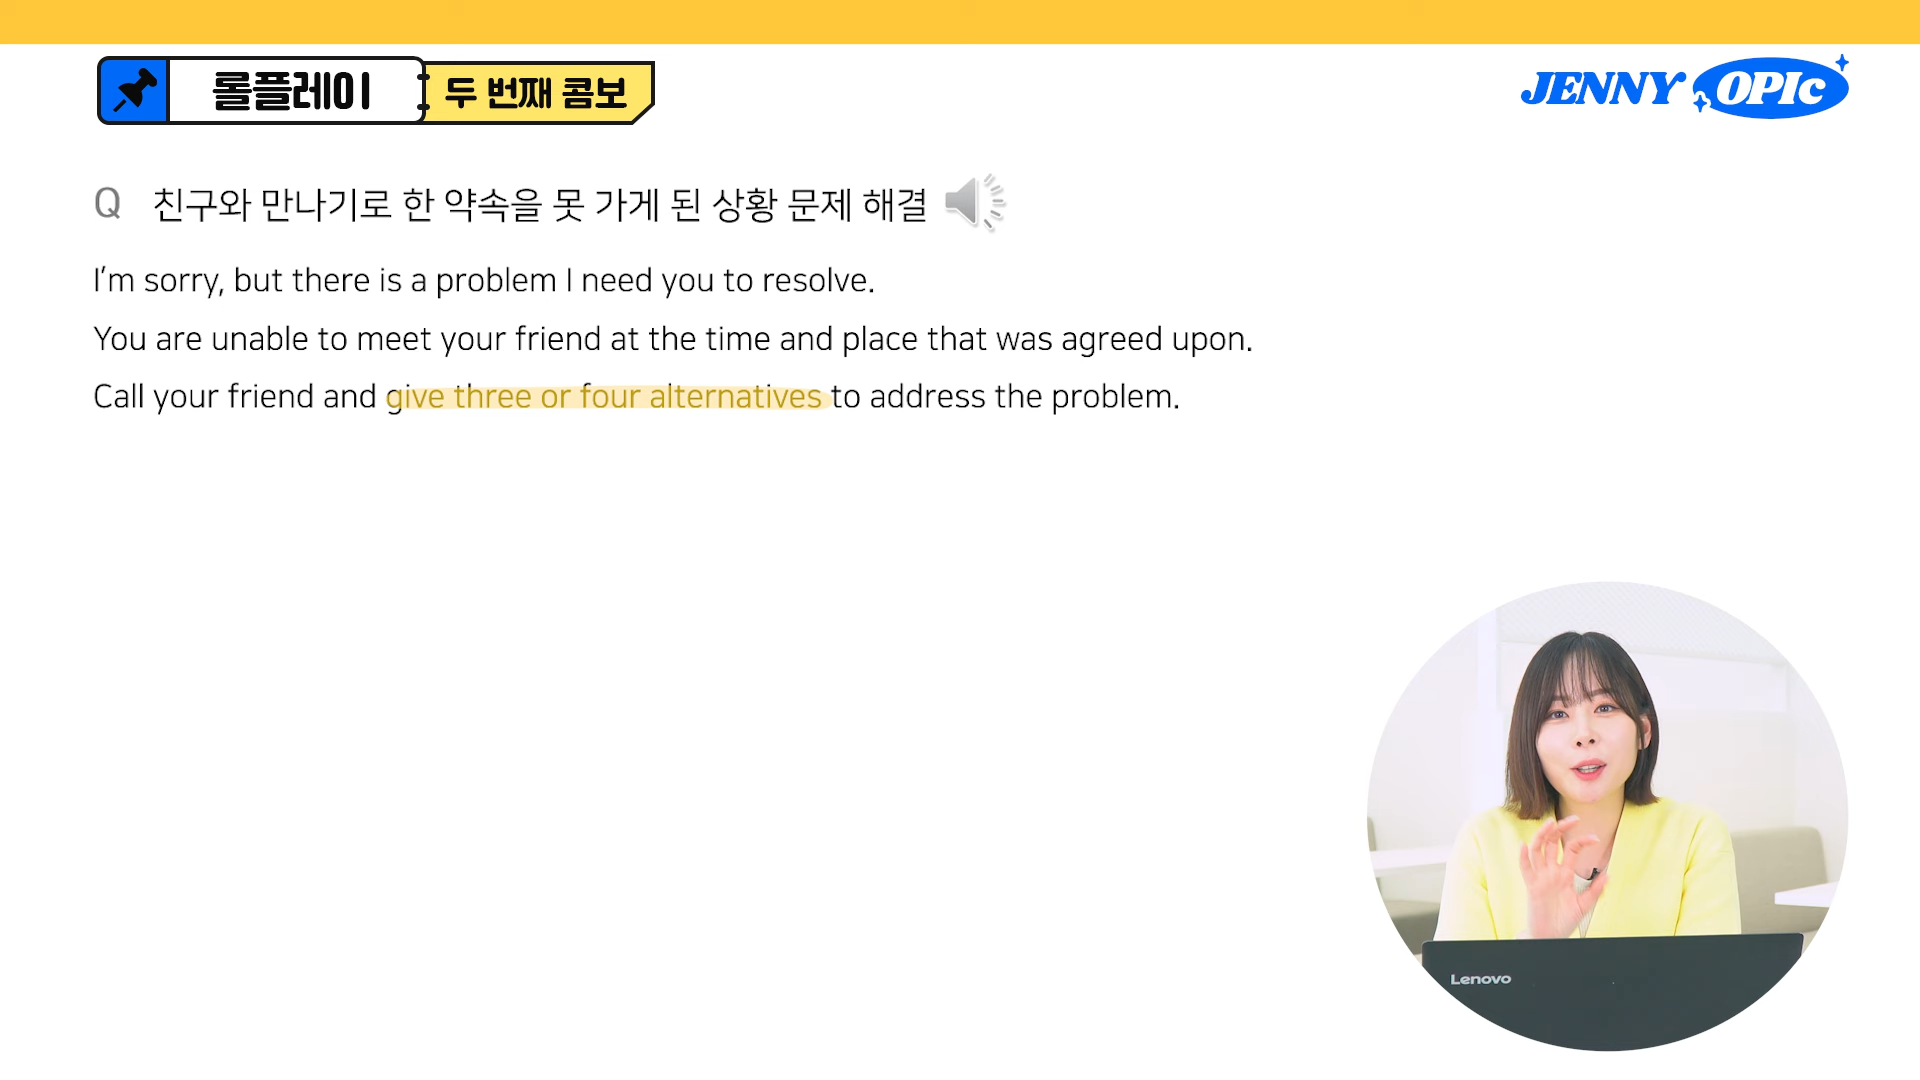 롤플레이 두 번째 콤보
JENNY OPIc
Q 친구와 만나기로 한 약속을 못 가게 된 상황 문제 해결
I'm sorry, but there is a problem I need you to resolve.
You are unable to meet your friend at the time and place that was agreed upon.
Call your friend and give three or four alternatives to address the problem.
Lenovo